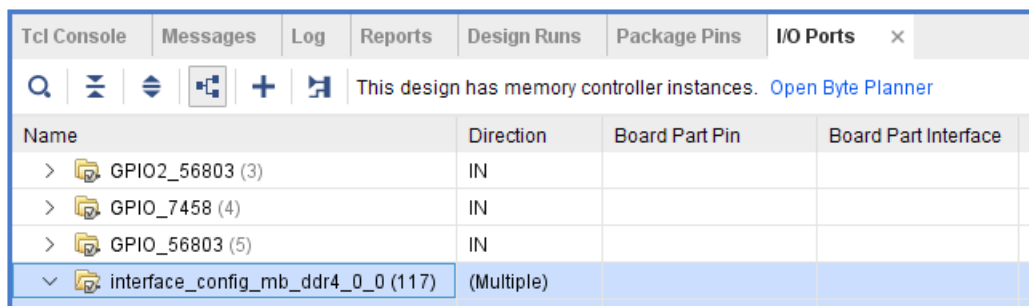 Tcl Console Messages Log Reports Design Runs Package Pins I/O Ports ×
This design has memory controller instances. Open Byte Planner
Name Direction Board Part Pin Board Part Interface
GPIO2_56803 (3) IN
GPIO_7458 (4) IN
GPIO_56803 (5) IN
interface_config_mb_ddr4_0_0 (117) (Multiple)